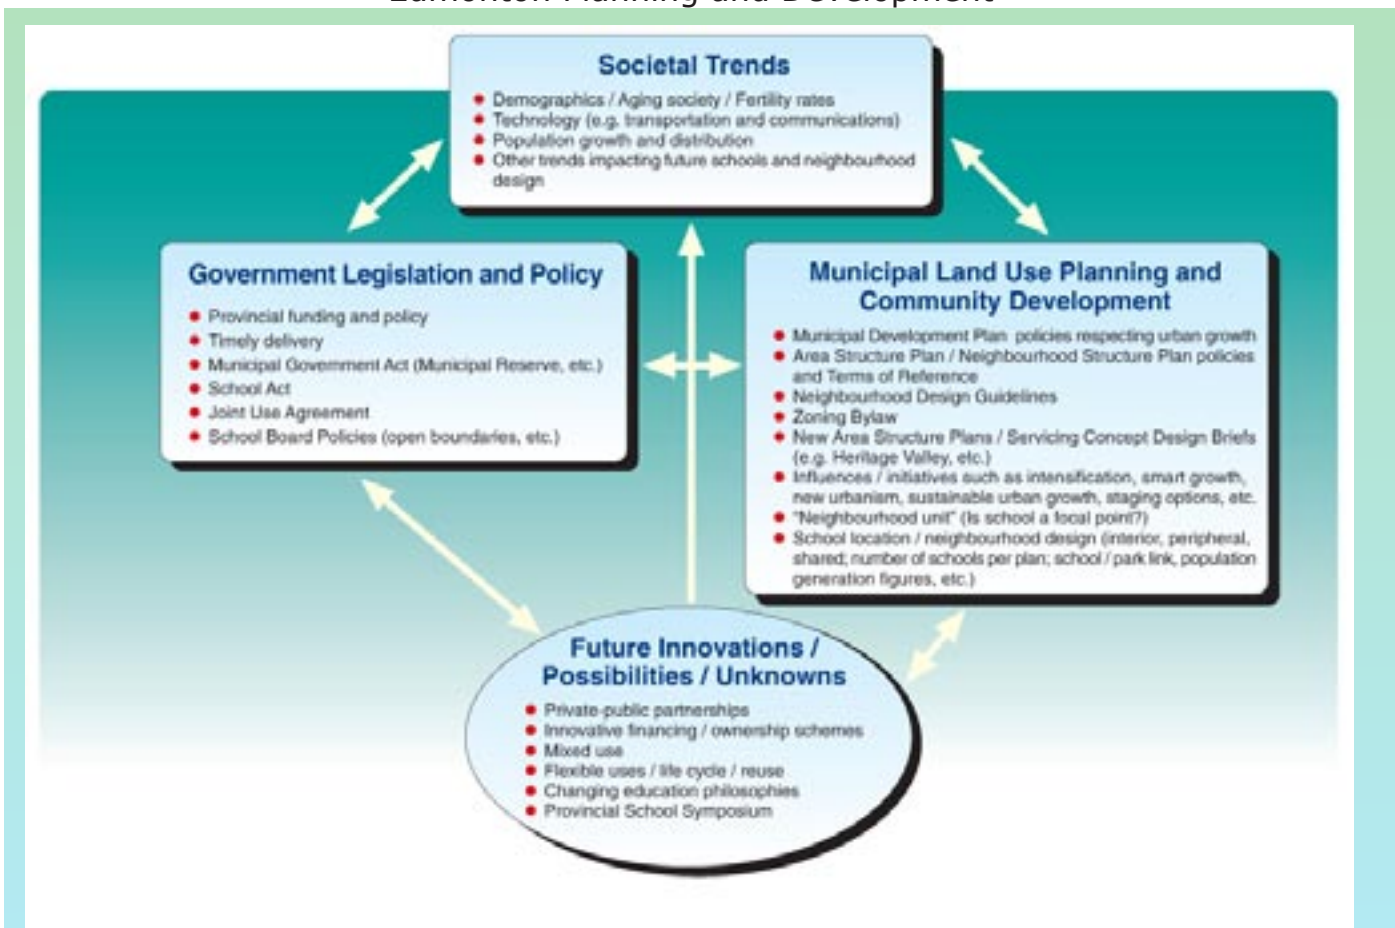 Edmonton Planning and Development
Societal Trends
Demographics / Aging society / Fertility rates
Technology (e.g. transportation and communications)
Population growth and distribution
Other trends impacting future schools and neighbourhood
design
Government Legislation and Policy
Provincial funding and policy
Timely delivery
Municipal Government Act (Municipal Reserve, etc.)
School Act
Joint Use Agreement
School Board Policies (open boundaries, etc.)
Municipal Land Use Planning and
Community Development
Municipal Development Plan policies respecting urban growth
Area Structure Plan / Neighbourhood Structure Plan policies
and Terms of Reference
Neighbourhood Design Guidelines
Zoning Bylaw
New Area Structure Plans / Servicing Concept Design Briefs
(e.g. Heritage Valley, etc.)
Influences / initiatives such as intensification, smart growth,
new urbanism, sustainable urban growth, staging options, etc.
"Neighbourhood unit" (Is school a focal point?)
School location / neighbourhood design (interior, peripheral,
shared; number of schools per plan; school / park link, population
generation figures, etc.)
Future Innovations /
Possibilities / Unknowns
Private-public partnerships
Innovative financing / ownership schemes
Mixed use
Flexible uses / life cycle / reuse
Changing education philosophies
Provincial School Symposium